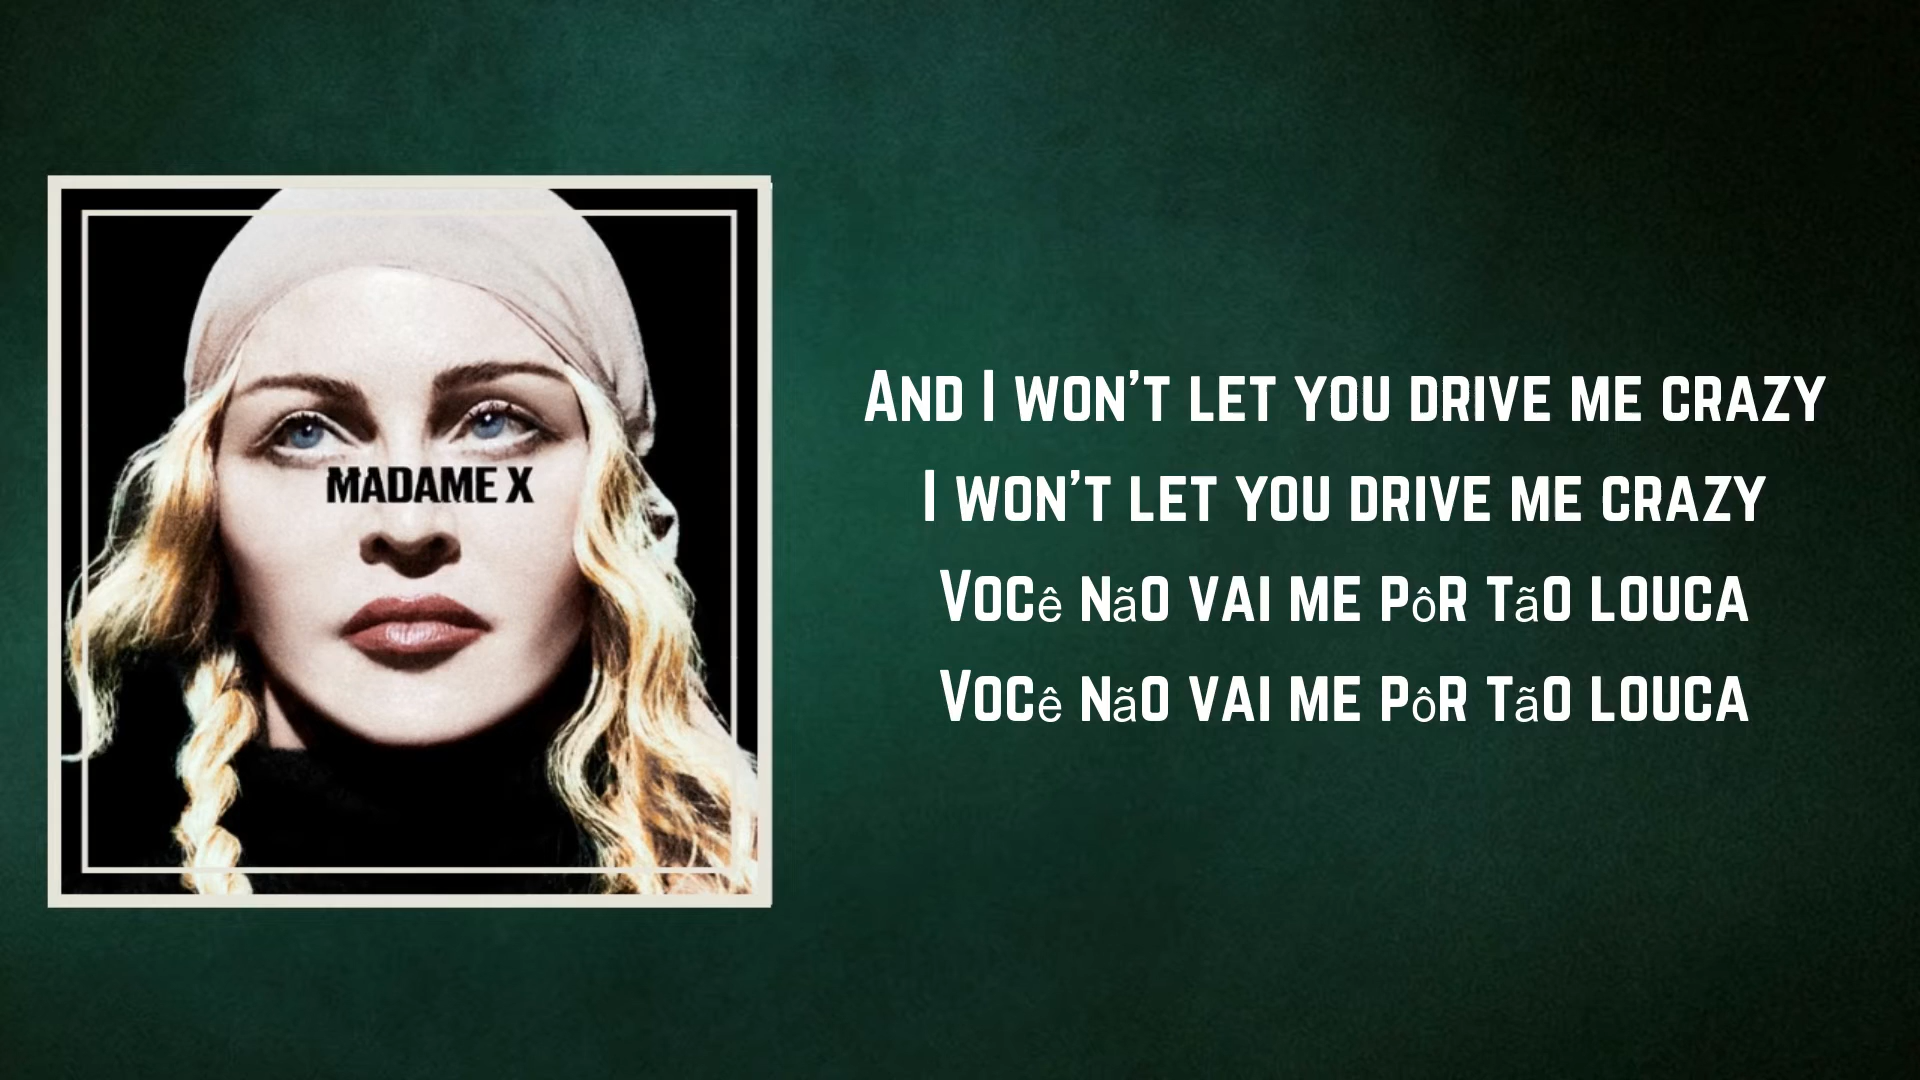 MADAME X
And I won't let you drive me crazy
I won't let you drive me crazy
Você não vai me pôr tão louca
Você não vai me pôr tão louca